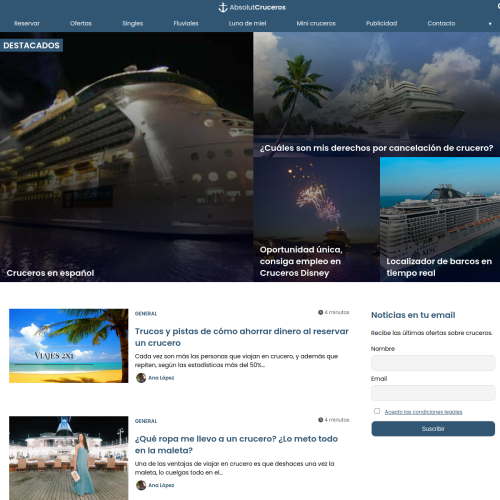 AbsolutCruceros
Reservar Ofertas Singles Fluviales Luna de miel Mini cruceros Publicidad Contacto
DESTACADOS
¿Cuáles son mis derechos por cancelación de crucero?
Cruceros en español
Oportunidad única,
consiga empleo en
Cruceros Disney
Localizador de barcos en
tiempo real
VIAJES 2X1
GENERAL
4 minutos
Trucos y pistas de cómo ahorrar dinero al reservar
un crucero
Cada vez son más las personas que viajan en crucero, y además que
repiten, según las estadísticas más del 50%...
Ana López
GENERAL
4 minutos
¿Qué ropa me llevo a un crucero? ¿Lo meto todo
en la maleta?
Una de las ventajas de viajar en crucero es que deshaces una vez la
maleta, lo cuelgas todo en el...
Ana López
Noticias en tu email
Recibe las últimas ofertas sobre cruceros.
Nombre
Email
Acepto las condiciones legales
Suscribir